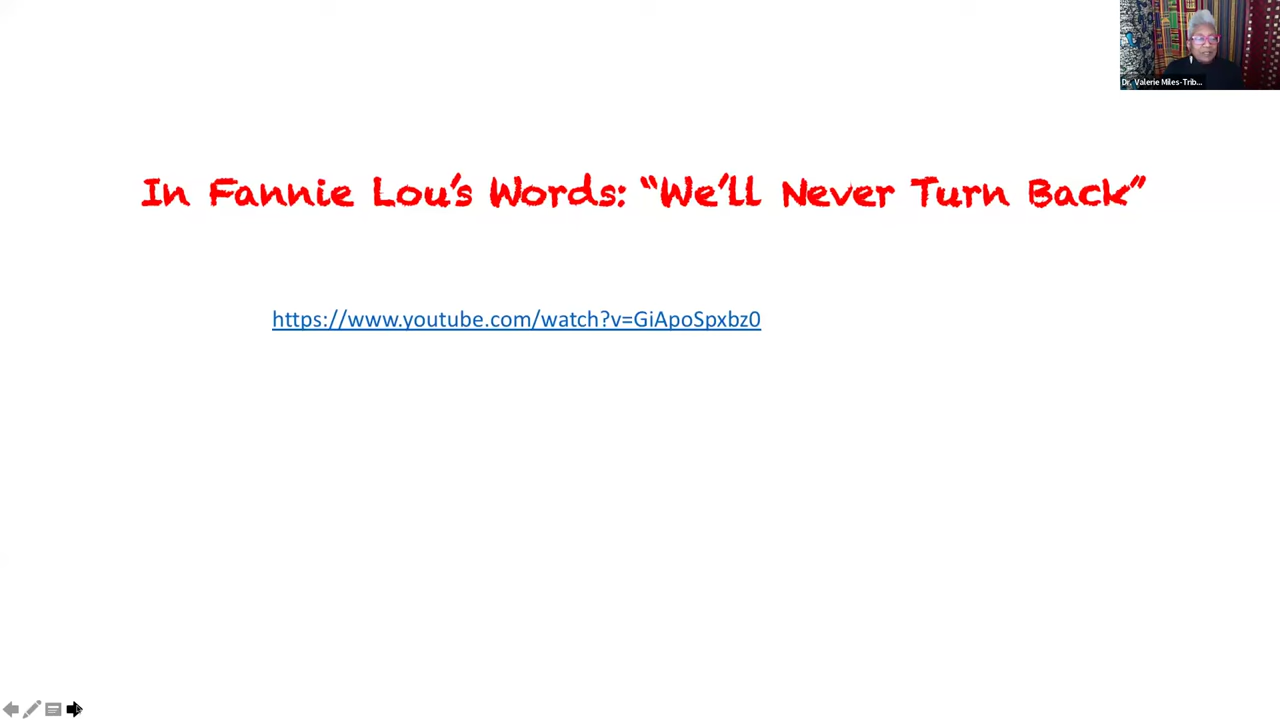 Dr. Valerie Miles-Trib...
In Fannie Lou's Words: “We'll Never Turn Back”
https://www.youtube.com/watch?v=GiApoSpxbz0